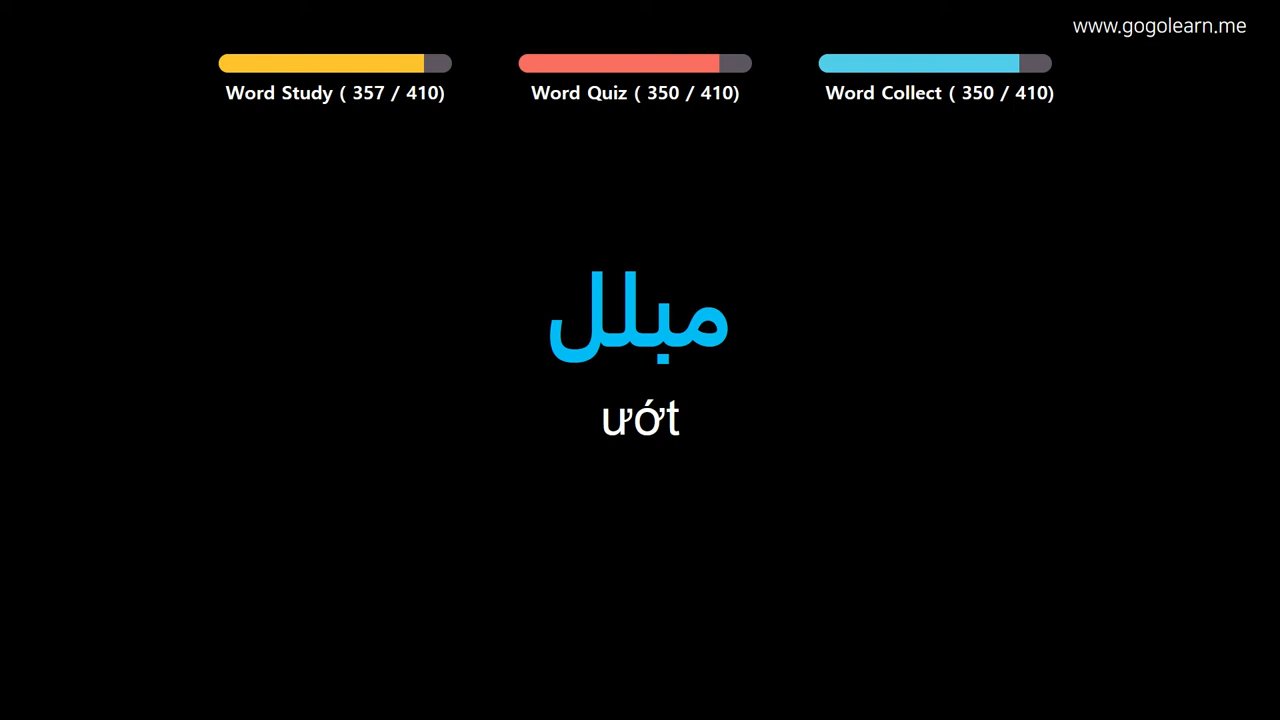 www.gogolearn.me
Word Study ( 357 / 410)
Word Quiz ( 350 / 410)
Word Collect ( 350 / 410)
مبلل
ướt